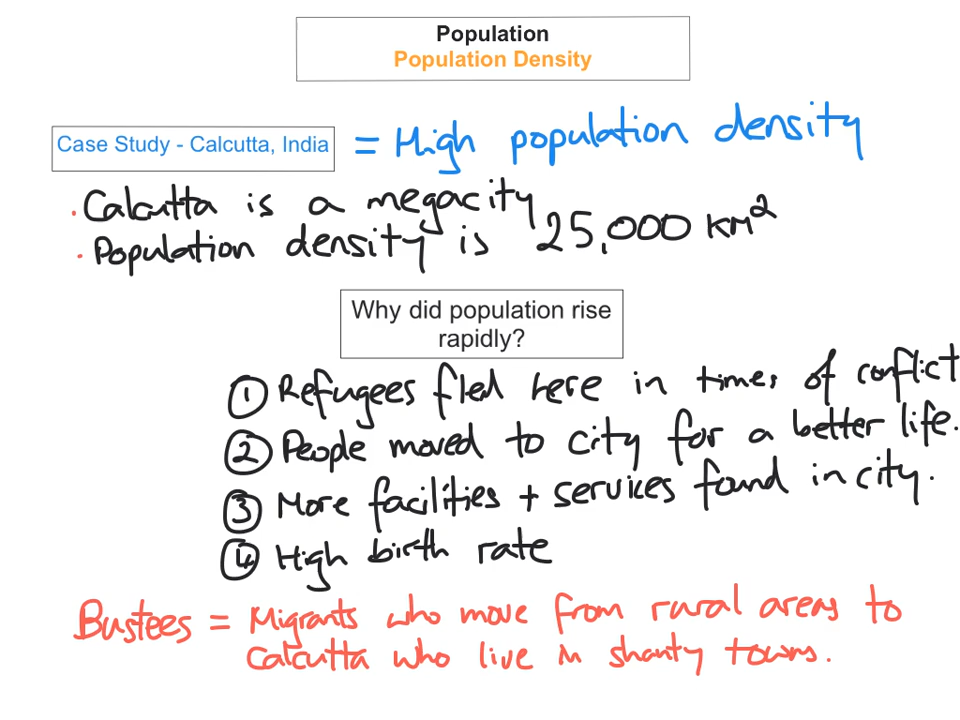 Population
Population Density
Case Study - Calcutta, India = High population density
. Calcutta is a megacity
. Population density is 25,000 KM²
Why did population rise
rapidly?
① Refugees fled here in times of conflict
② People moved to city for a better life.
③ More facilities + services found in city.
④ High birth rate
Bustees = Migrants who move from rural areas to
Calcutta who live in shanty towns.